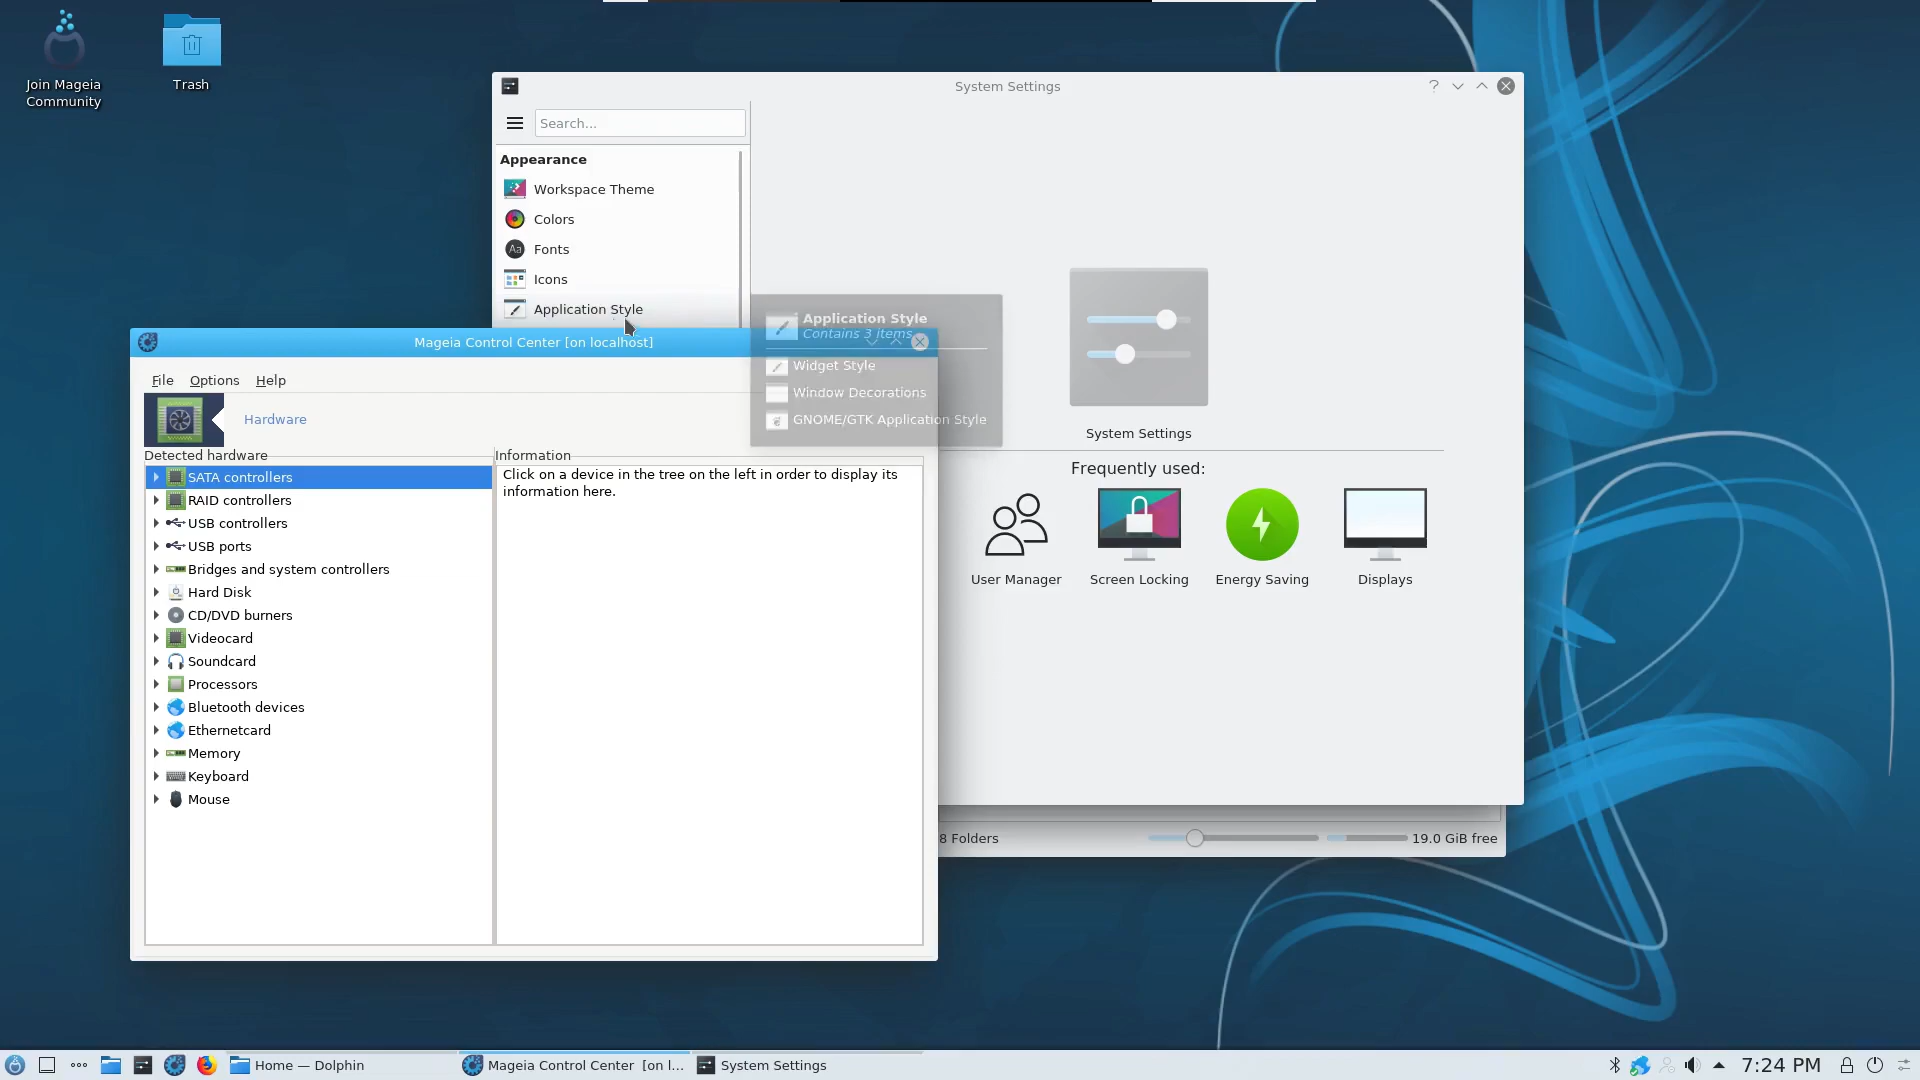 Join Mageia
Community
Trash
System Settings
Search...
Appearance
Workspace Theme
Colors
Fonts
Aa
Icons
Application Style
Application Style
Contains 3 items
Widget Style
Window Decorations
GNOME/GTK Application Style
Mageia Control Center [on localhost]
File Options Help
Hardware
Detected hardware
SATA controllers
RAID controllers
USB controllers
USB ports
Bridges and system controllers
Hard Disk
CD/DVD burners
Videocard
Soundcard
Processors
Bluetooth devices
Ethernetcard
Memory
Keyboard
Mouse
Information
Click on a device in the tree on the left in order to display its
information here.
System Settings
Frequently used:
User Manager
Screen Locking
Energy Saving
Displays
8 Folders
19.0 GiB free
Home — Dolphin
Mageia Control Center [on l...
System Settings
7:24 PM